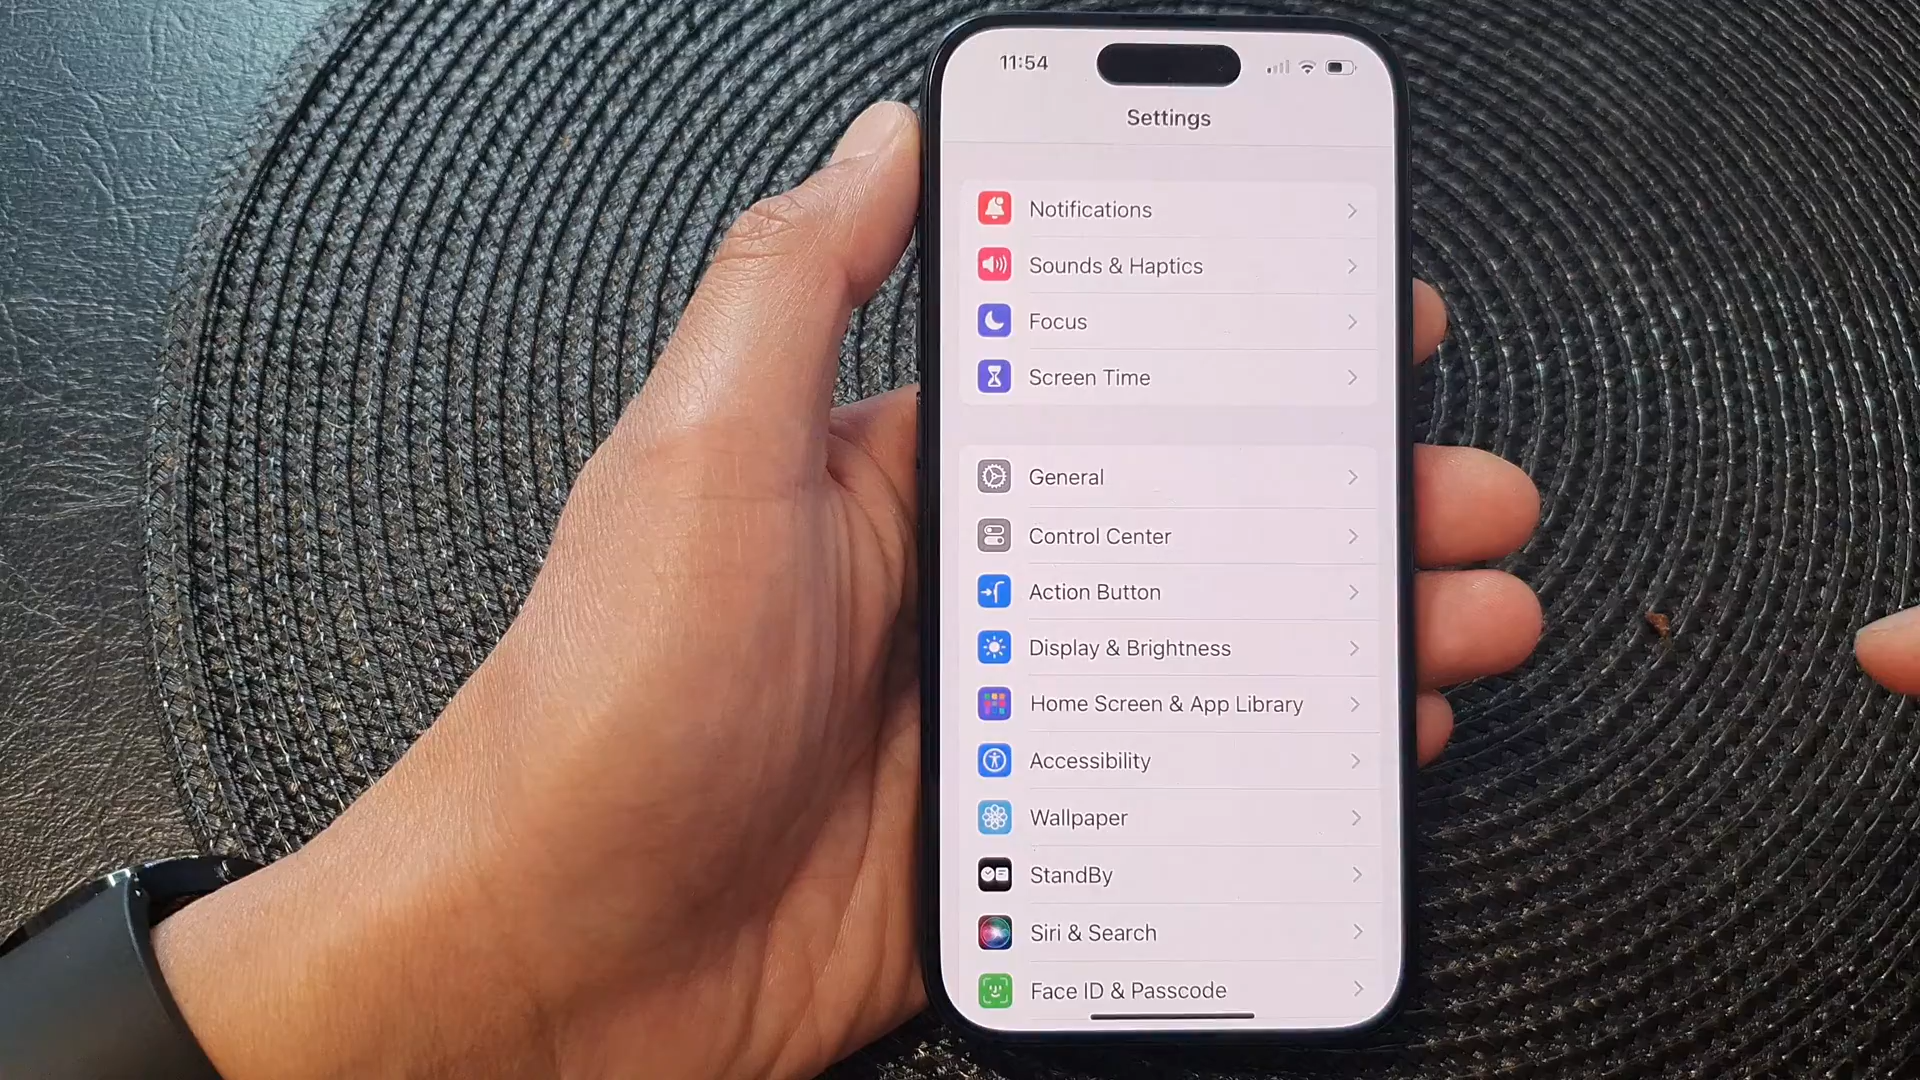 11:54
Settings
Notifications
Sounds & Haptics
Focus
Screen Time
General
Control Center
Action Button
Display & Brightness
Home Screen & App Library
Accessibility
Wallpaper
StandBy
Siri & Search
Face ID & Passcode